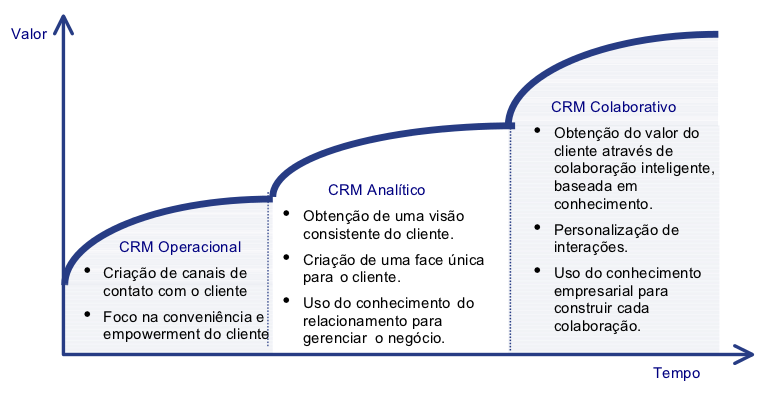 Valor
CRM Operacional
• Criação de canais de
contato com o cliente
• Foco na conveniência e
empowerment do cliente
CRM Analítico
• Obtenção de uma visão
consistente do cliente.
• Criação de uma face única
para o cliente.
• Uso do conhecimento do
relacionamento para
gerenciar o negócio.
CRM Colaborativo
• Obtenção do valor do
cliente através de
colaboração inteligente,
baseada em
conhecimento.
• Personalização de
interações.
• Uso do conhecimento
empresarial para
construir cada
colaboração.
Tempo